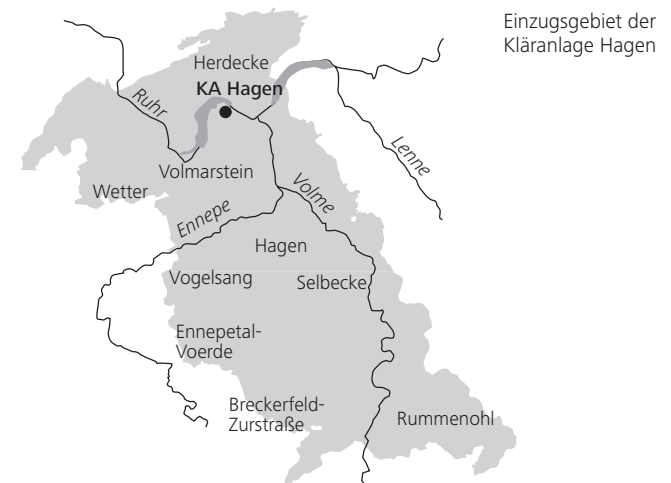 Einzugsgebiet der
Kläranlage Hagen
Herdecke
KA Hagen
Ruhr
Lenne
Volmarstein
Wetter
Volme
Ennepe
Hagen
Vogelsang
Selbecke
Ennepetal-
Voerde
Breckerfeld-
Zurstraße
Rummenohl